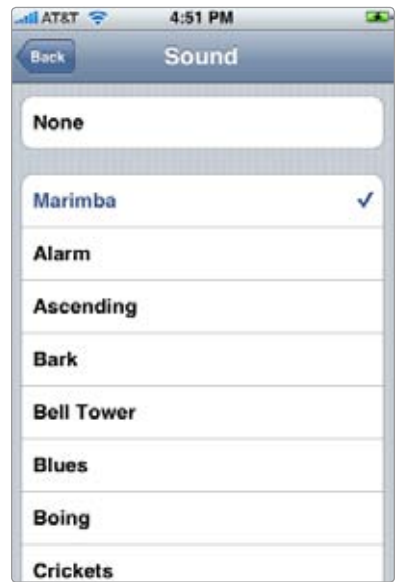 AT&T 4:51 PM
Back Sound
None
Marimba
Alarm
Ascending
Bark
Bell Tower
Blues
Boing
Crickets